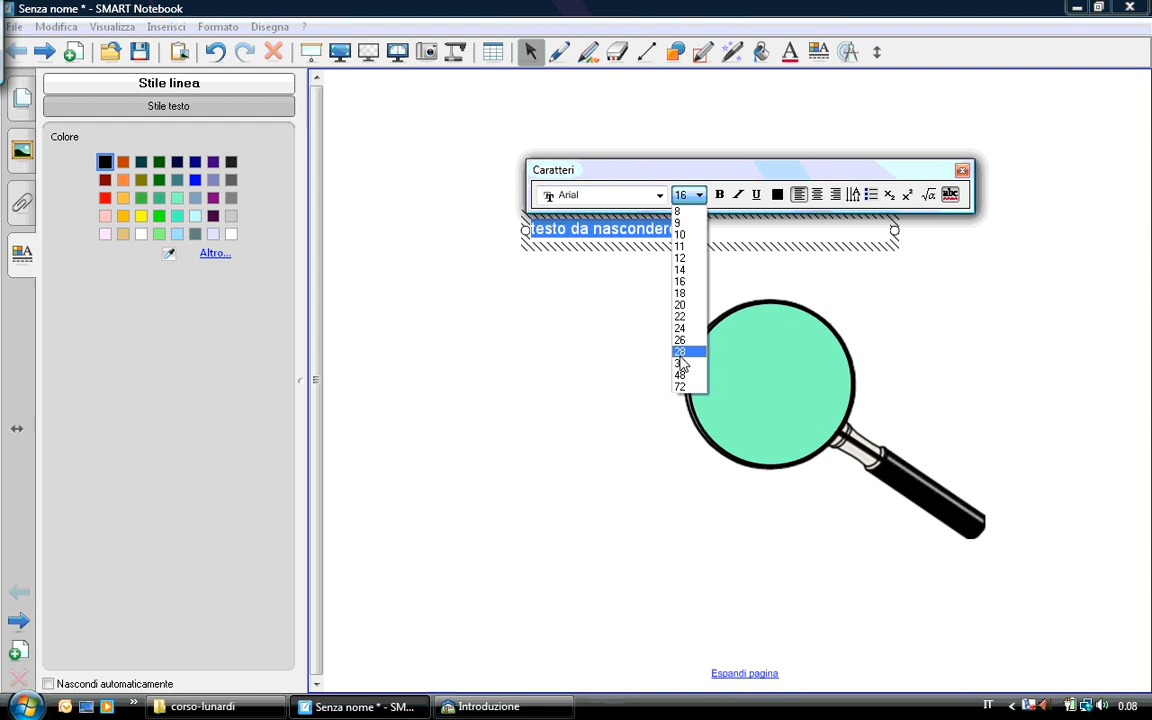 Senza nome * - SMART Notebook
File Modifica Visualizza Inserisci Formato Disegna ?
Stile linea
Stile testo
Colore
Altro...
Caratteri
Arial 16 B I U abc
testo da nascondere
8
9
10
11
12
14
16
18
20
22
24
26
28
48
72
Espandi pagina
Nascondi automaticamente
corso-lunardi
Senza nome * - SM...
Introduzione
IT
0.08